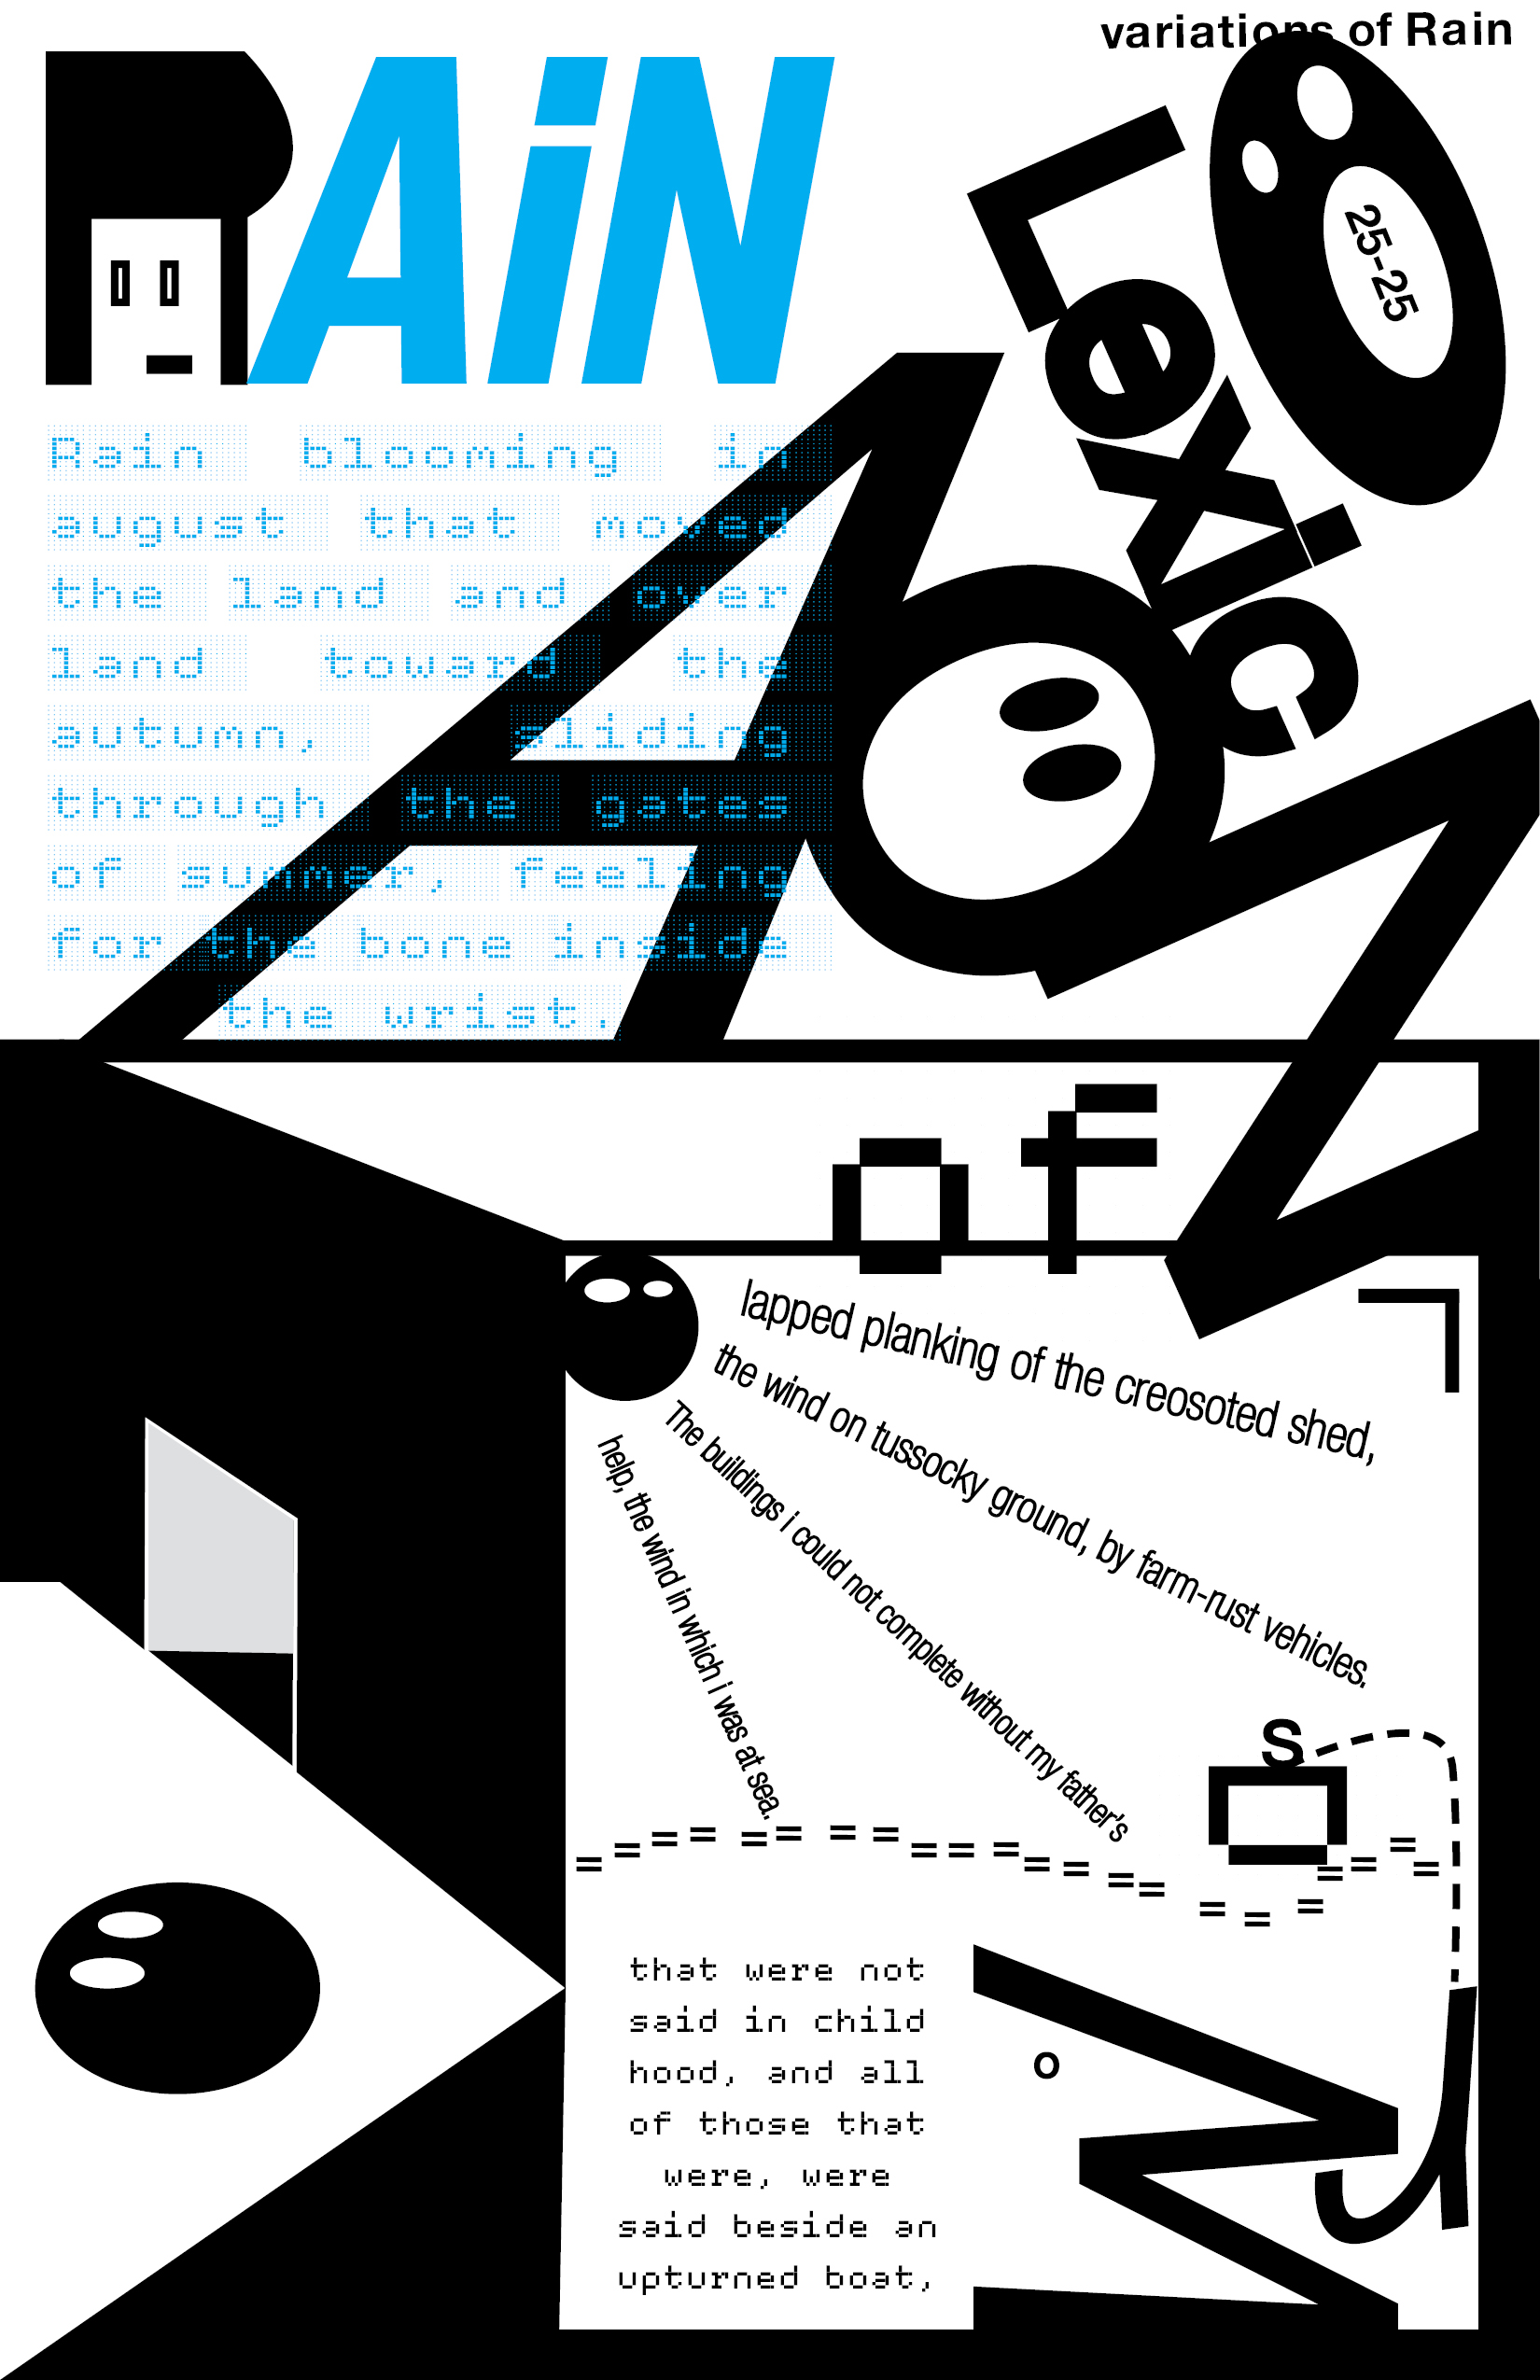 variations of Rain
RAiN
25-25
A Lexicon
Rain blooming in
august that moved
the land and over
land toward the
autumn, sliding
through the gates
of summer, feeling
for the bone inside
the wrist.
of
lapped planking of the creosoted shed,
the wind on tussocky ground, by farm-rust vehicles.
The buildings i could not complete without my father's
help, the wind in which i was at sea.
s
= = = = = = = = = = = = = = = = = = = = = = =
that were not
said in child
hood, and all
of those that
were, were
said beside an
upturned boat,
o
My